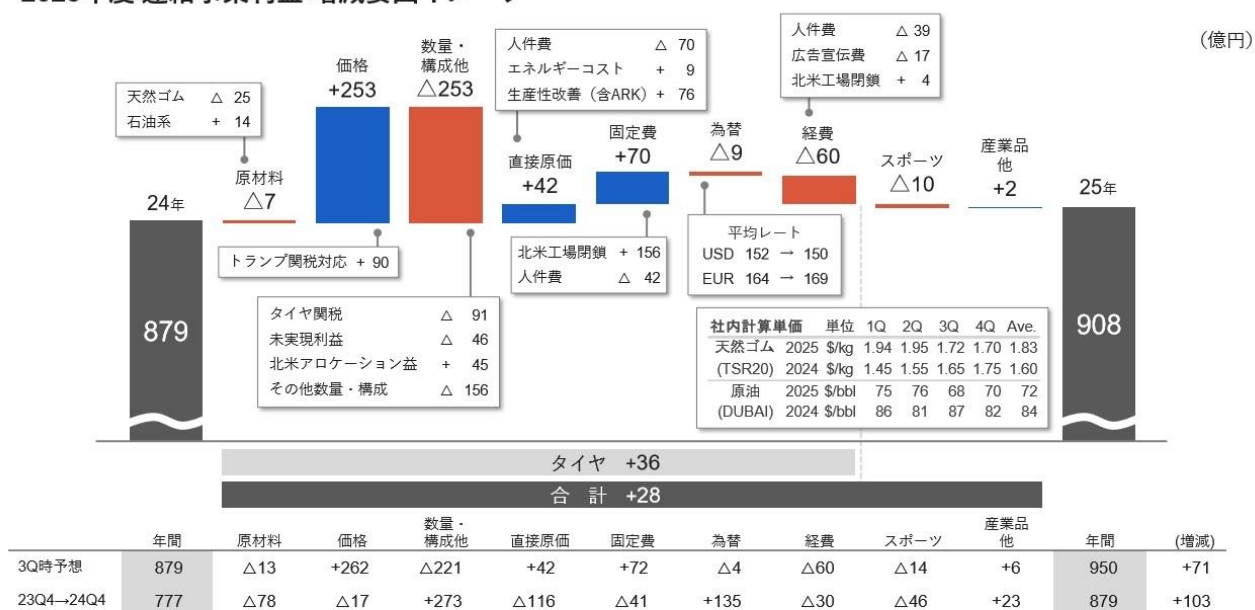 (億円)
24年
879
天然ゴム △ 25
石油系 + 14
原材料
△7
価格
+253
トランプ関税対応 + 90
数量・
構成他
△253
タイヤ関税 △ 91
未実現利益 △ 46
北米アロケーション益 + 45
その他数量・構成 △ 156
人件費 △ 70
エネルギーコスト + 9
生産性改善（含ARK） + 76
直接原価
+42
固定費
+70
北米工場閉鎖 + 156
人件費 △ 42
為替
△9
平均レート
USD 152 → 150
EUR 164 → 169
人件費 △ 39
広告宣伝費 △ 17
北米工場閉鎖 + 4
経費
△60
スポーツ
△10
産業品
他
+2
25年
908
社内計算単価 単位 1Q 2Q 3Q 4Q Ave.
天然ゴム 2025 $/kg 1.94 1.95 1.72 1.70 1.83
(TSR20) 2024 $/kg 1.45 1.55 1.65 1.75 1.60
原油 2025 $/bbl 75 76 68 70 72
(DUBAI) 2024 $/bbl 86 81 87 82 84
タイヤ +36
合 計 +28
年間 原材料 価格 数量・構成他 直接原価 固定費 為替 経費 スポーツ 産業品他 年間 (増減)
3Q時予想 879 △13 +262 △221 +42 +72 △4 △60 △14 +6 950 +71
23Q4→24Q4 777 △78 △17 +273 △116 △41 +135 △30 △46 +23 879 +103